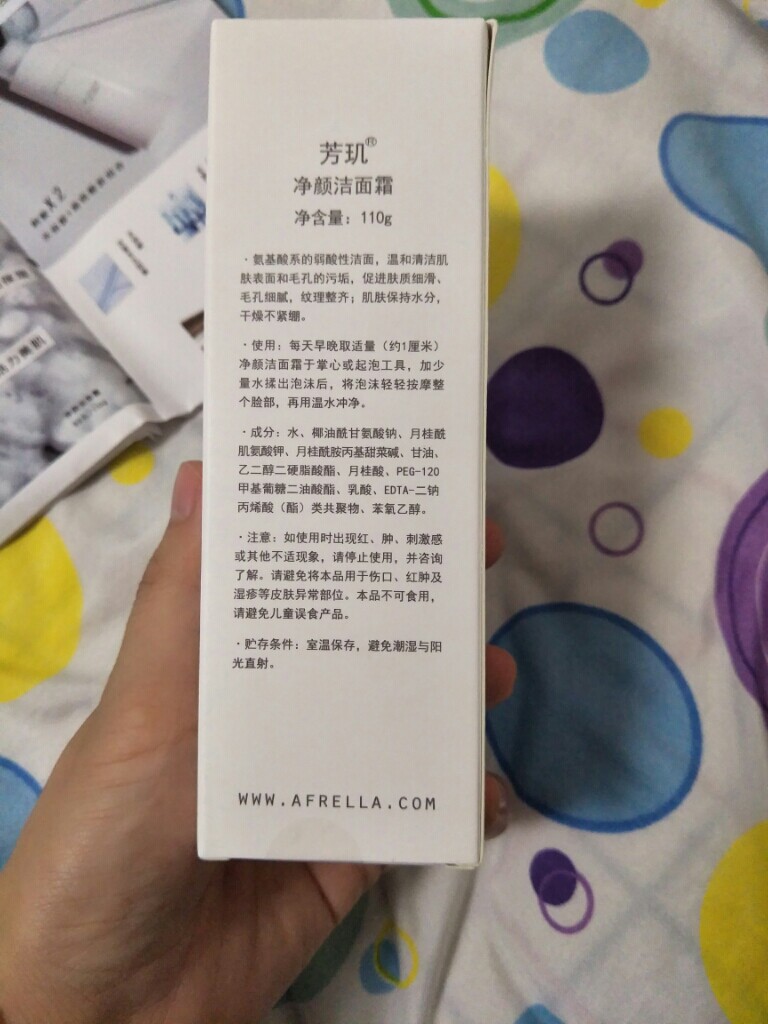 芳玑®
净颜洁面霜
净含量：110g
·氨基酸系的弱酸性洁面，温和清洁肌
肤表面和毛孔的污垢，促进肤质细滑、
毛孔细腻，纹理整齐；肌肤保持水分，
干燥不紧绷。
·使用：每天早晚取适量（约1厘米）
净颜洁面霜于掌心或起泡工具，加少
量水揉出泡沫后，将泡沫轻轻按摩整
个脸部，再用温水冲净。
·成分：水、椰油酰甘氨酸钠、月桂酰
肌氨酸钾、月桂酰胺丙基甜菜碱、甘油、
乙二醇二硬脂酸酯、月桂酸、PEG-120
甲基葡糖二油酸酯、乳酸、EDTA-二钠
丙烯酸（酯）类共聚物、苯氧乙醇。
·注意：如使用时出现红、肿、刺激感
或其他不适现象，请停止使用，并咨询
了解。请避免将本品用于伤口、红肿及
湿疹等皮肤异常部位。本品不可食用，
请避免儿童误食产品。
·贮存条件：室温保存，避免潮湿与阳
光直射。
WWW.AFRELLA.COM
X2